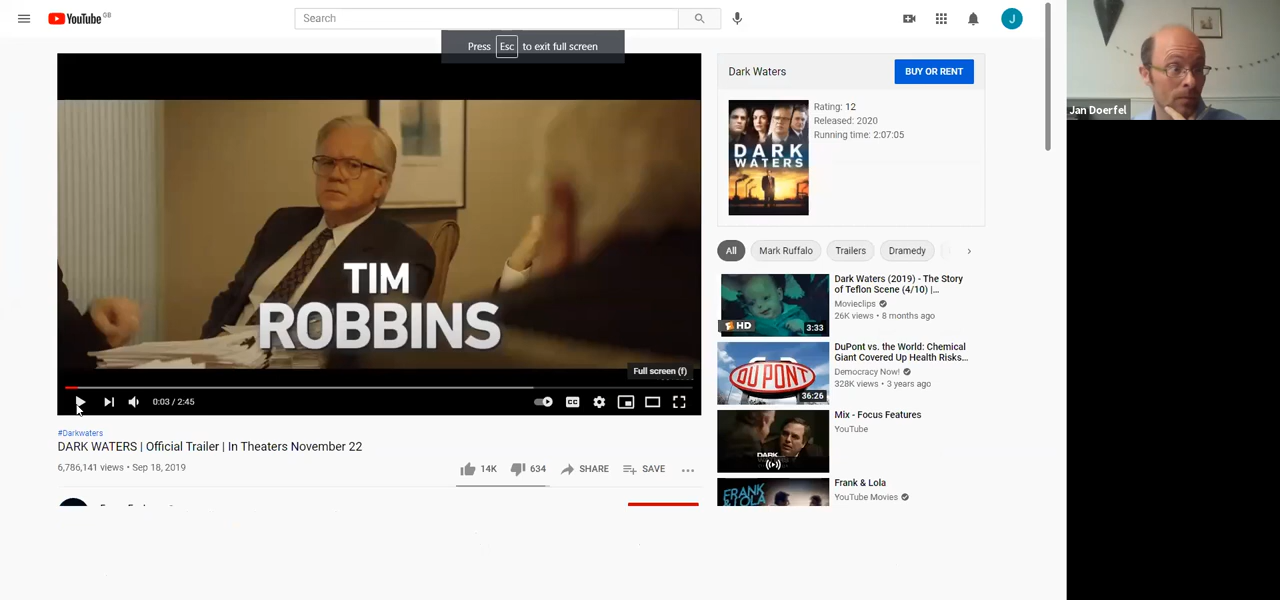 YouTube GB
Search
Press Esc to exit full screen
TIM
ROBBINS
Full screen (f)
0:03 / 2:45
CC
#Darkwaters
DARK WATERS | Official Trailer | In Theaters November 22
6,786,141 views • Sep 18, 2019
14K
634
SHARE
SAVE
Dark Waters
BUY OR RENT
DARK
WATERS
Rating: 12
Released: 2020
Running time: 2:07:05
All
Mark Ruffalo
Trailers
Dramedy
Dark Waters (2019) - The Story
of Teflon Scene (4/10) |…
Movieclips
26K views • 8 months ago
HD
3:33
DuPont vs. the World: Chemical
Giant Covered Up Health Risks…
Democracy Now!
328K views • 3 years ago
DUPONT
36:26
Mix - Focus Features
YouTube
DARK
Frank & Lola
YouTube Movies
FRANK
& LOLA
J
Jan Doerfel